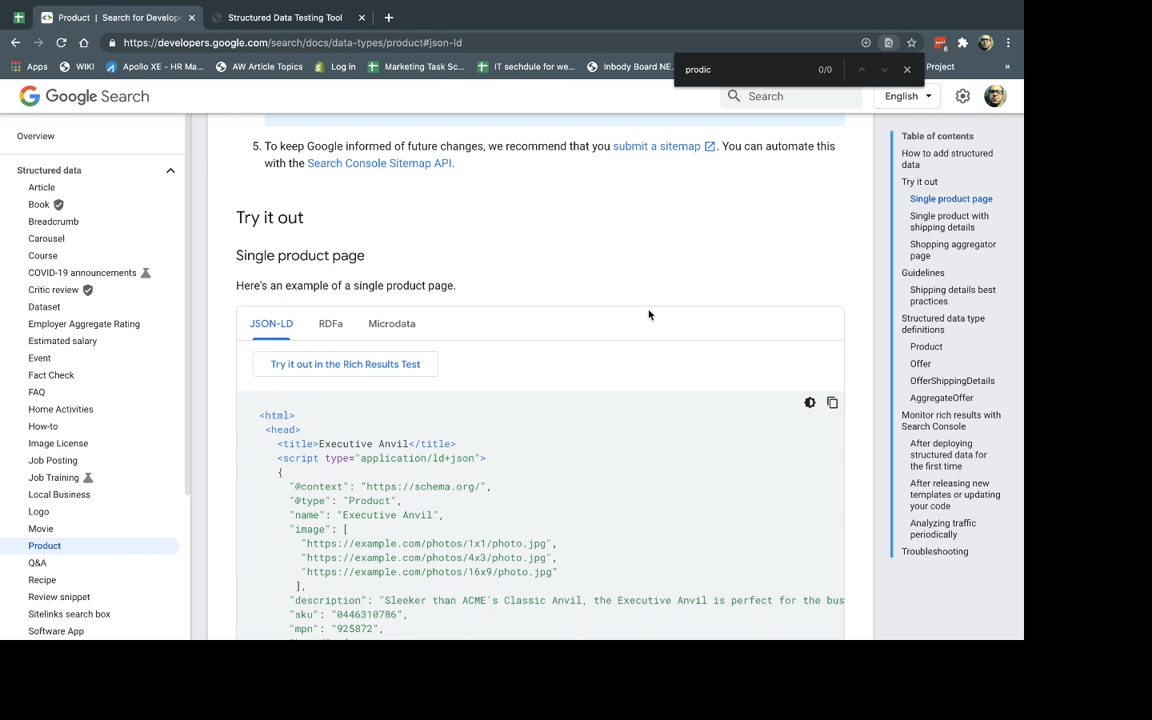 Product | Search for Develop
Structured Data Testing Tool
https://developers.google.com/search/docs/data-types/product#json-ld
6
Apps
WIKI
Apollo XE - HR Ma...
AW Article Topics
Log in
Marketing Task Sc...
IT sechdule for we...
Inbody Board NE.
Project
»
prodic
0/0
Google Search
Search
English
Overview
Structured data
Article
Book
Breadcrumb
Carousel
Course
COVID-19 announcements
Critic review
Dataset
Employer Aggregate Rating
Estimated salary
Event
Fact Check
FAQ
Home Activities
How-to
Image License
Job Posting
Job Training
Local Business
Logo
Movie
Product
Q&A
Recipe
Review snippet
Sitelinks search box
Software App
5. To keep Google informed of future changes, we recommend that you submit a sitemap. You can automate this
with the Search Console Sitemap API.
Try it out
Single product page
Here's an example of a single product page.
JSON-LD
RDFa
Microdata
Try it out in the Rich Results Test
<html>
<head>
<title>Executive Anvil</title>
<script type="application/ld+json">
{
"@context": "https://schema.org/",
"@type": "Product",
"name": "Executive Anvil",
"image": [
"https://example.com/photos/1x1/photo.jpg",
"https://example.com/photos/4x3/photo.jpg",
"https://example.com/photos/16x9/photo.jpg"
],
"description": "Sleeker than ACME's Classic Anvil, the Executive Anvil is perfect for the bus
"sku": "0446310786",
"mpn": "925872",
Table of contents
How to add structured
data
Try it out
Single product page
Single product with
shipping details
Shopping aggregator
page
Guidelines
Shipping details best
practices
Structured data type
definitions
Product
Offer
OfferShippingDetails
AggregateOffer
Monitor rich results with
Search Console
After deploying
structured data for
the first time
After releasing new
templates or updating
your code
Analyzing traffic
periodically
Troubleshooting